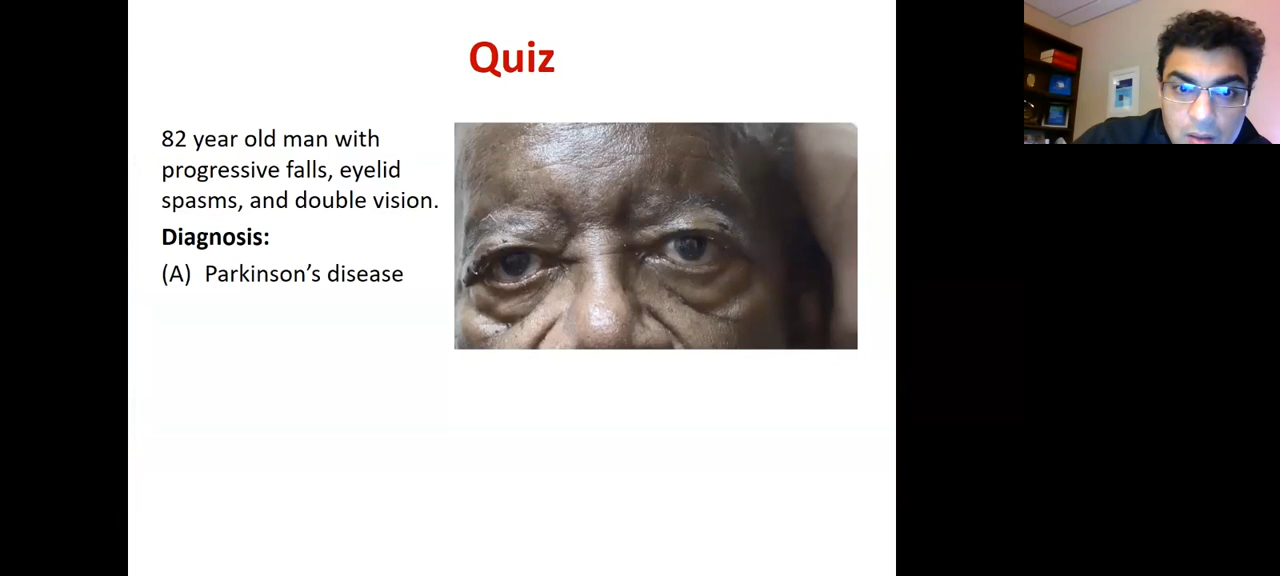 Quiz
82 year old man with
progressive falls, eyelid
spasms, and double vision.
Diagnosis:
(A) Parkinson’s disease